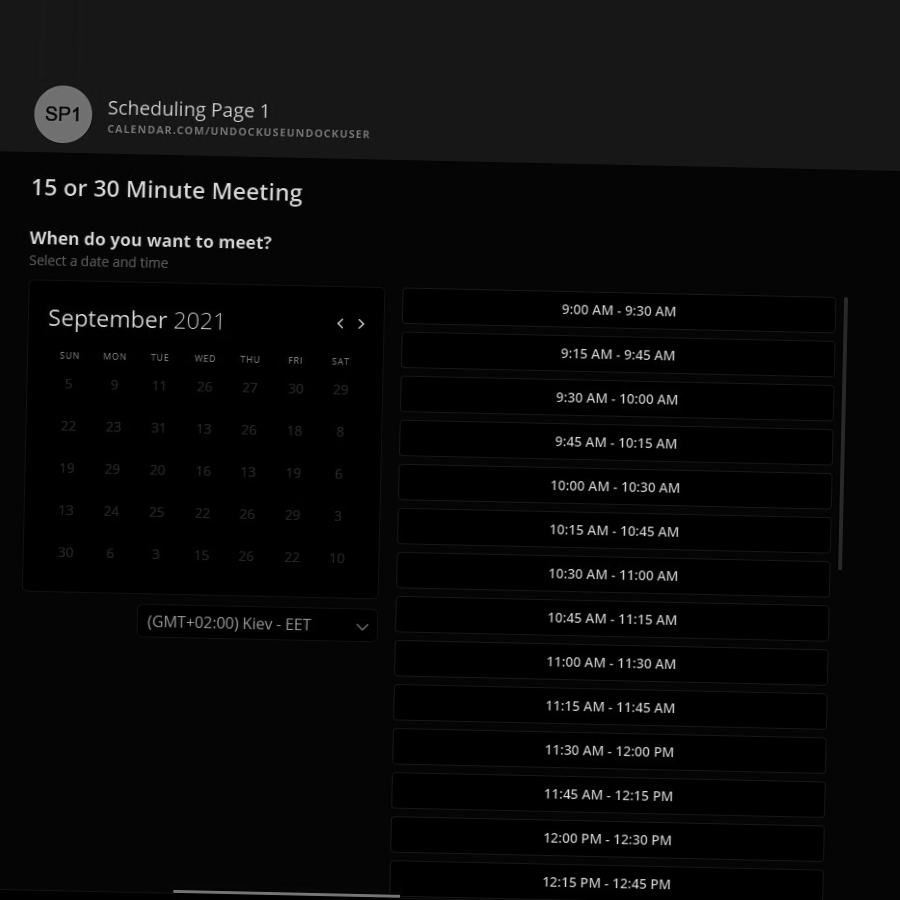 SP1
Scheduling Page 1
CALENDAR.COM/UNDOCKUSEUNDOCKUSER
15 or 30 Minute Meeting
When do you want to meet?
Select a date and time
September 2021
SUN MON TUE WED THU FRI SAT
5 9 11 26 27 30 29
22 23 31 13 26 18 8
19 29 20 16 13 19 6
13 24 25 22 26 29 3
30 6 3 15 26 22 10
(GMT+02:00) Kiev - EET
9:00 AM - 9:30 AM
9:15 AM - 9:45 AM
9:30 AM - 10:00 AM
9:45 AM - 10:15 AM
10:00 AM - 10:30 AM
10:15 AM - 10:45 AM
10:30 AM - 11:00 AM
10:45 AM - 11:15 AM
11:00 AM - 11:30 AM
11:15 AM - 11:45 AM
11:30 AM - 12:00 PM
11:45 AM - 12:15 PM
12:00 PM - 12:30 PM
12:15 PM - 12:45 PM